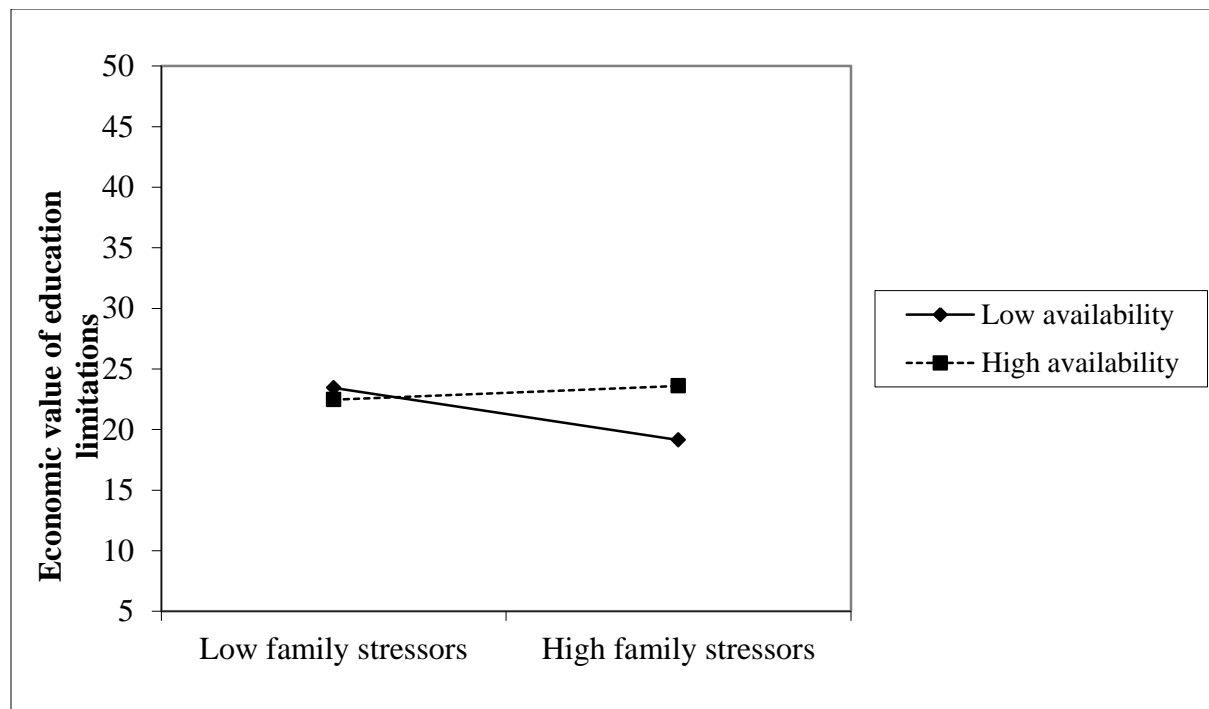 Economic value of education
limitations
50
45
40
35
30
25
20
15
10
5
Low family stressors
High family stressors
Low availability
High availability